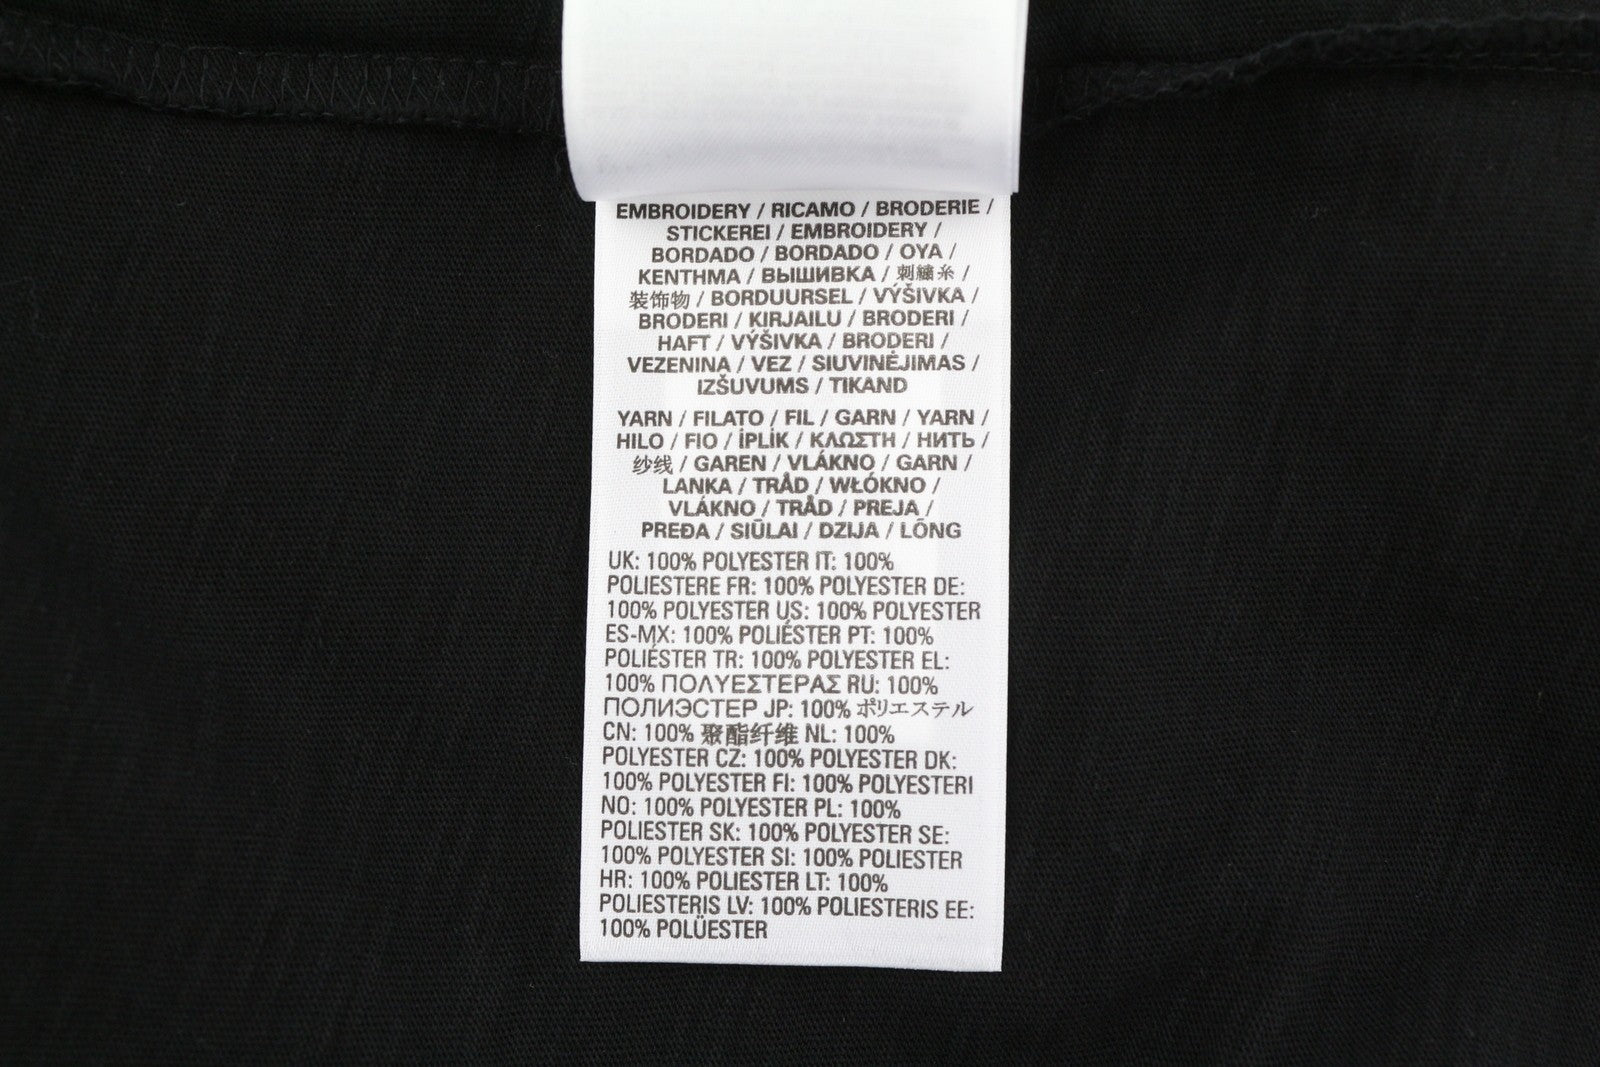 EMBROIDERY / RICAMO / BRODERIE /
STICKEREI / EMBROIDERY /
BORDADO / BORDADO / OYA /
KENTHMA / ВЫШИВКА / 刺繍糸 /
装饰物 / BORDUURSEL / VÝŠIVKA /
BRODERI / KIRJAILU / BRODERI /
HAFT / VÝŠIVKA / BRODERI /
VEZENINA / VEZ / SIUVINĖJIMAS /
IZŠUVUMS / TIKAND
YARN / FILATO / FIL / GARN / YARN /
HILO / FIO / İPLİK / ΚΛΩΣΤΗ / НИТЬ /
纱线 / GAREN / VLÁKNO / GARN /
LANKA / TRÅD / WŁÓKNO /
VLÁKNO / TRÅD / PREJA /
PREĐA / SIŪLAI / DZIJA / LÕNG
UK: 100% POLYESTER IT: 100%
POLIESTERE FR: 100% POLYESTER DE:
100% POLYESTER US: 100% POLYESTER
ES-MX: 100% POLIÉSTER PT: 100%
POLIÉSTER TR: 100% POLYESTER EL:
100% ΠΟΛΥΕΣΤΕΡΑΣ RU: 100%
ПОЛИЭСТЕР JP: 100% ポリエステル
CN: 100% 聚酯纤维 NL: 100%
POLYESTER CZ: 100% POLYESTER DK:
100% POLYESTER FI: 100% POLYESTERI
NO: 100% POLYESTER PL: 100%
POLIESTER SK: 100% POLYESTER SE:
100% POLYESTER SI: 100% POLIESTER
HR: 100% POLIESTER LT: 100%
POLIESTERIS LV: 100% POLIESTERIS EE:
100% POLÜESTER